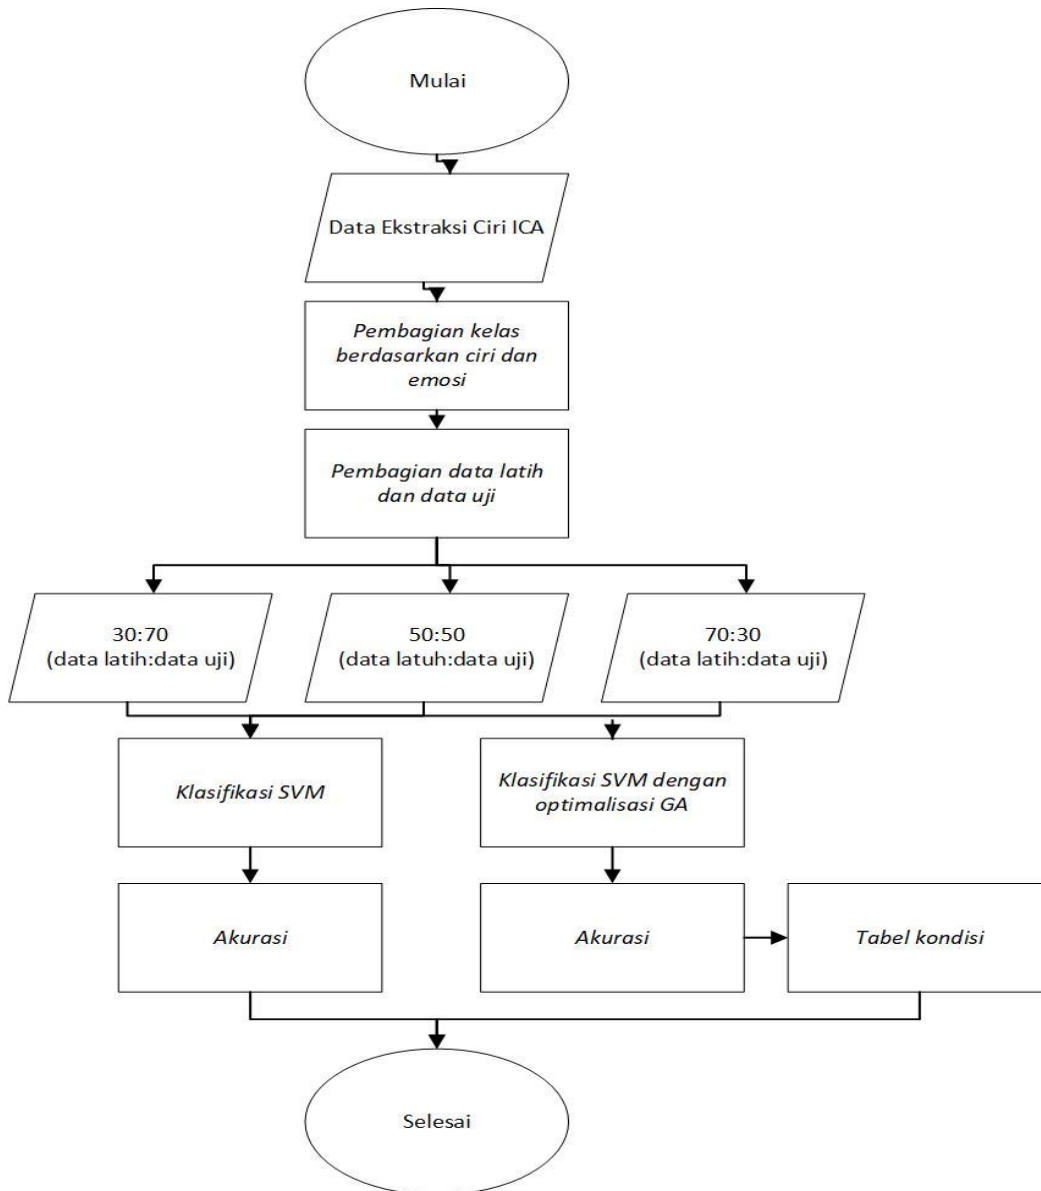 Mulai
Data Ekstraksi Ciri ICA
Pembagian kelas
berdasarkan ciri dan
emosi
Pembagian data latih
dan data uji
30:70
(data latih:data uji)
50:50
(data latuh:data uji)
70:30
(data latih:data uji)
Klasifikasi SVM
Klasifikasi SVM dengan
optimalisasi GA
Akurasi
Akurasi
Tabel kondisi
Selesai